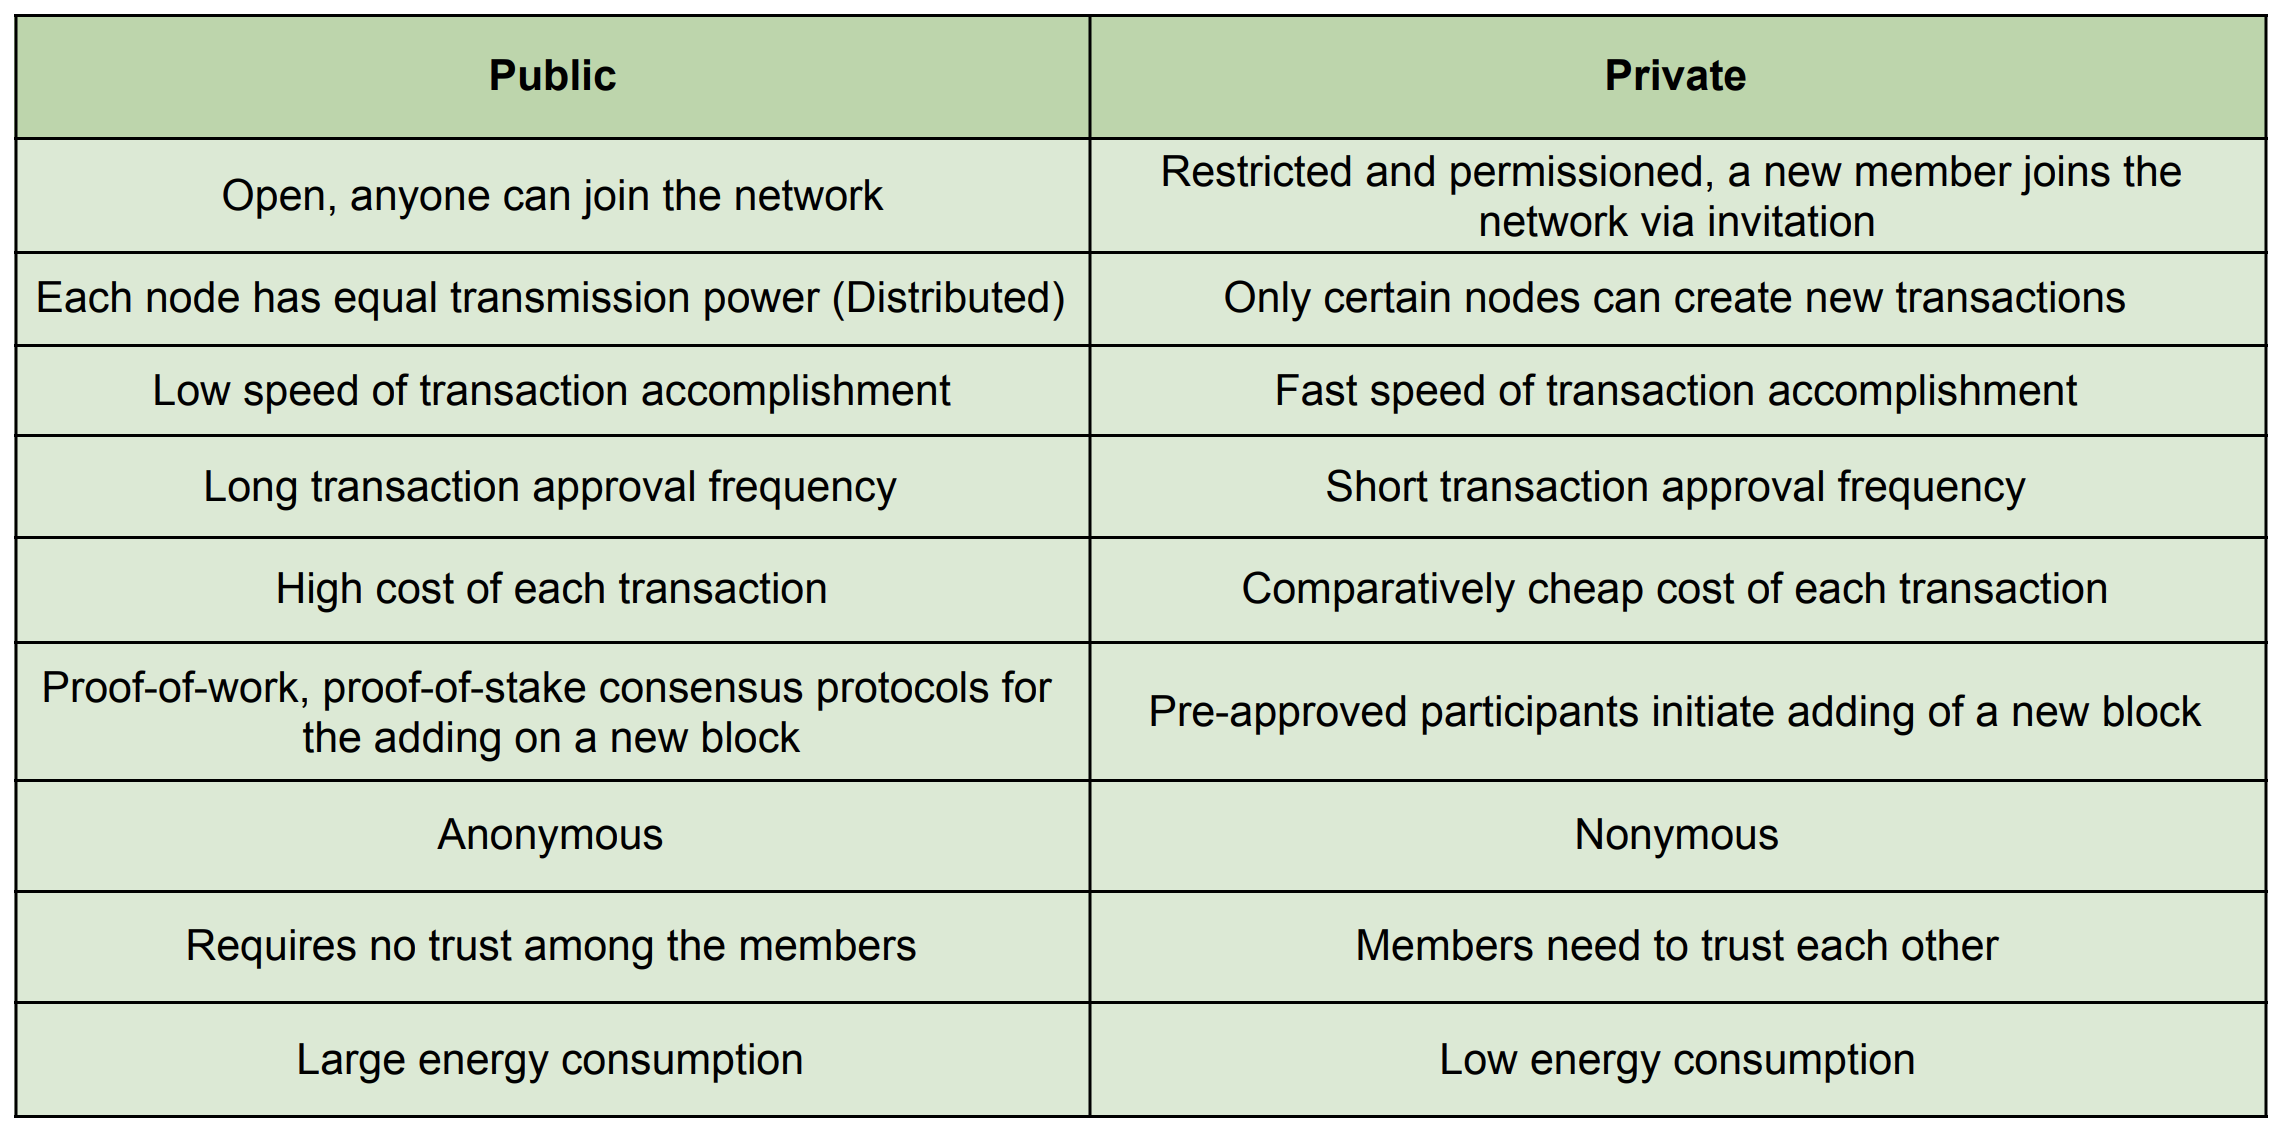 Public
Private
Open, anyone can join the network
Restricted and permissioned, a new member joins the
network via invitation
Each node has equal transmission power (Distributed)
Only certain nodes can create new transactions
Low speed of transaction accomplishment
Fast speed of transaction accomplishment
Long transaction approval frequency
Short transaction approval frequency
High cost of each transaction
Comparatively cheap cost of each transaction
Proof-of-work, proof-of-stake consensus protocols for
the adding on a new block
Pre-approved participants initiate adding of a new block
Anonymous
Nonymous
Requires no trust among the members
Members need to trust each other
Large energy consumption
Low energy consumption